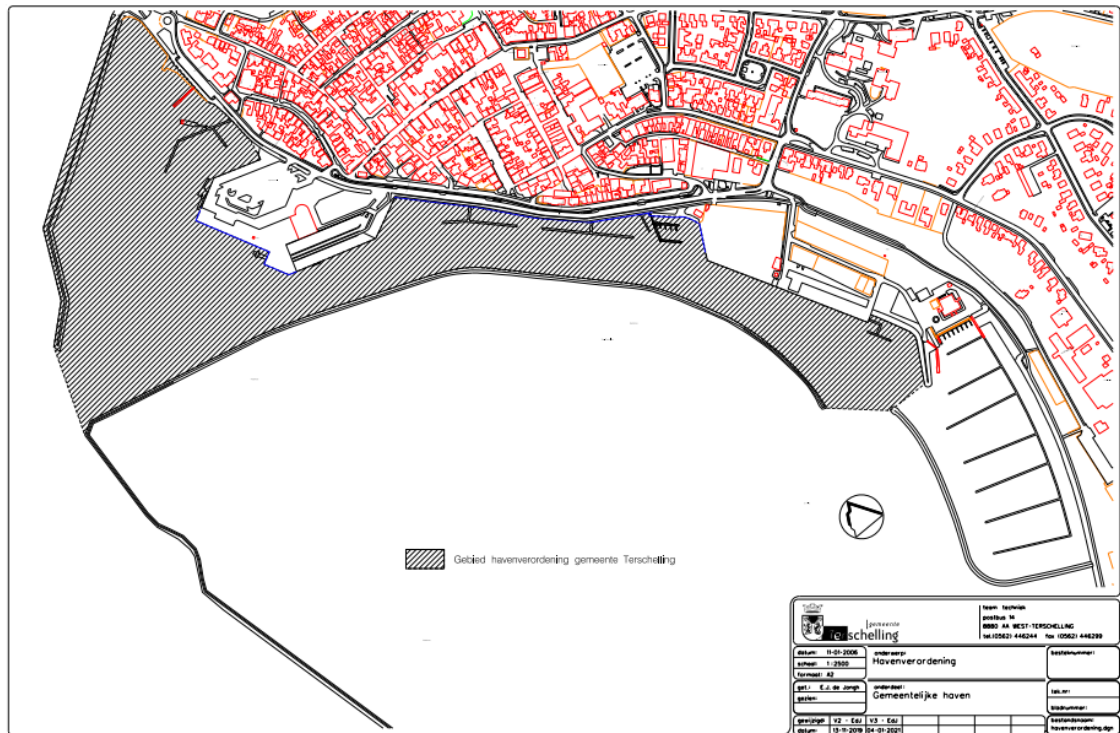 Gebied havenverordening gemeente Terschelling
gemeente
Terschelling
team techniek
postbus 14
8880 AA WEST-TERSCHELLING
tel.(0562) 446244 fax (0562) 446299
datum: 11-01-2006
schaal: 1:2500
formaat: A2
onderwerp:
Havenverordening
besteknummer:
get.: E.J. de Jongh
gezien:
onderdeel:
Gemeentelijke haven
tek.nr:
bladnummer:
gewijzigd: V2 - EdJ V3 - EdJ
datum: 13-11-2019 04-01-2021
bestandsnaam:
havenverordening.dgn